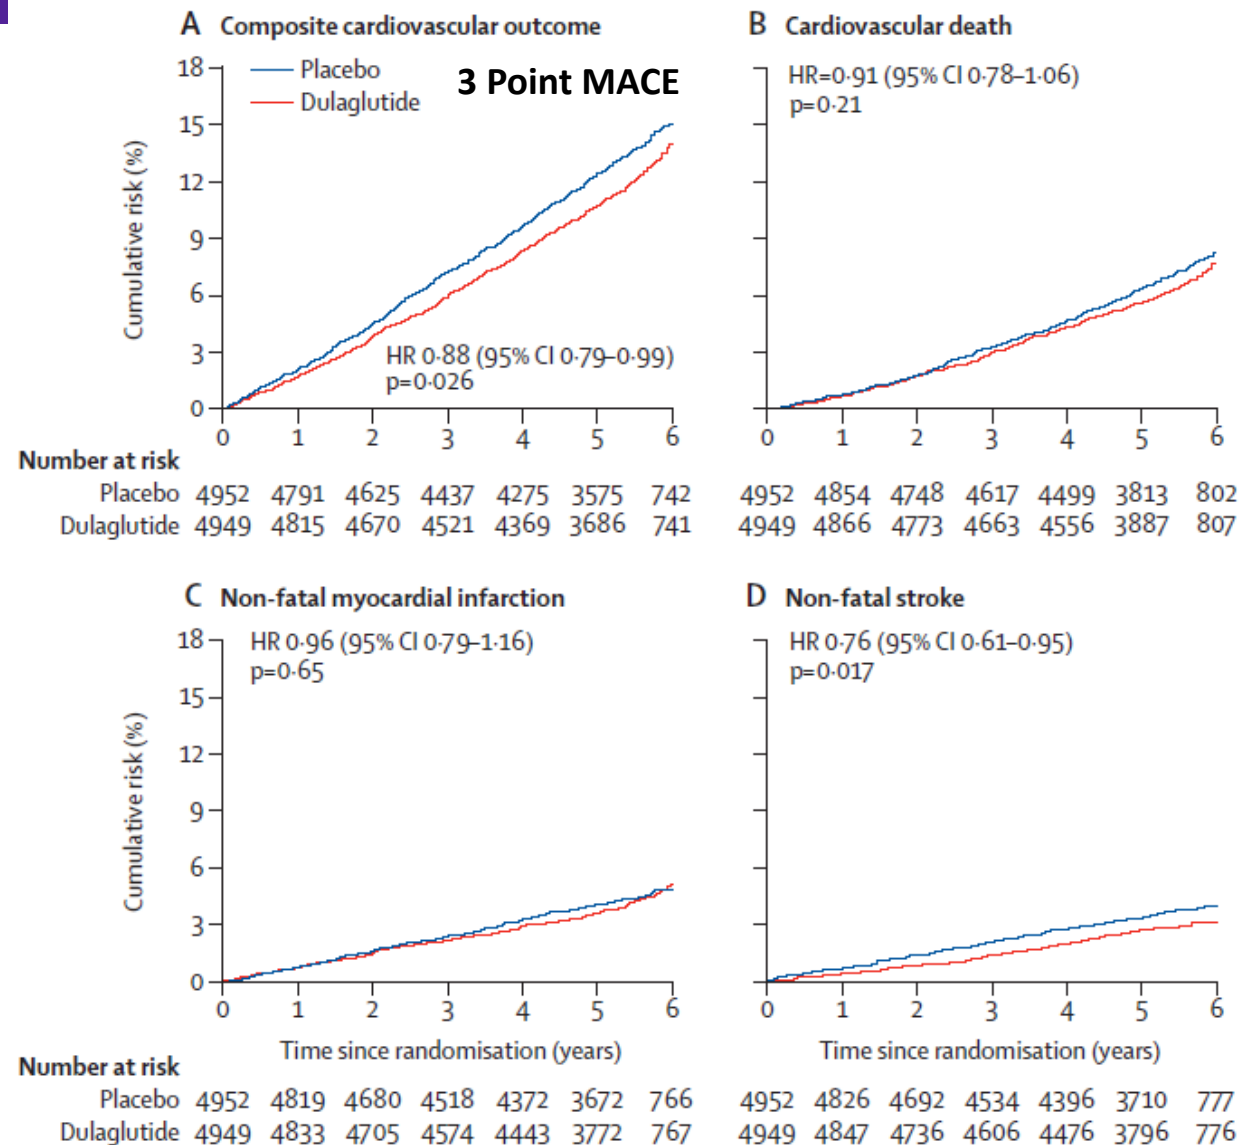 A Composite cardiovascular outcome
18
Placebo
Dulaglutide
3 Point MACE
15
12
9
6
3
0
Cumulative risk (%)
HR 0·88 (95% CI 0·79–0·99)
p=0·026
0 1 2 3 4 5 6
B Cardiovascular death
HR=0·91 (95% CI 0·78–1·06)
p=0·21
0 1 2 3 4 5 6
Number at risk
Placebo 4952 4791 4625 4437 4275 3575 742
Dulaglutide 4949 4815 4670 4521 4369 3686 741
4952 4854 4748 4617 4499 3813 802
4949 4866 4773 4663 4556 3887 807
C Non-fatal myocardial infarction
18
HR 0·96 (95% CI 0·79–1·16)
p=0·65
15
12
9
6
3
0
Cumulative risk (%)
0 1 2 3 4 5 6
Time since randomisation (years)
D Non-fatal stroke
HR 0·76 (95% CI 0·61–0·95)
p=0·017
0 1 2 3 4 5 6
Time since randomisation (years)
Number at risk
Placebo 4952 4819 4680 4518 4372 3672 766
Dulaglutide 4949 4833 4705 4574 4443 3772 767
4952 4826 4692 4534 4396 3710 777
4949 4847 4736 4606 4476 3796 776